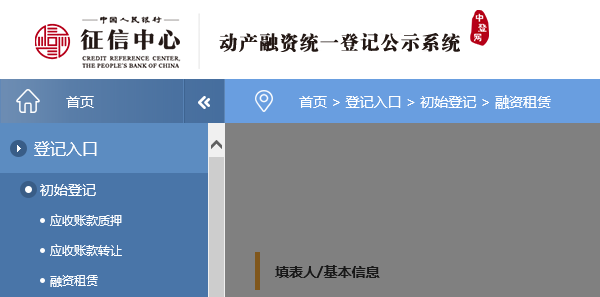 中国人民银行
征信中心
CREDIT REFERENCE CENTER,
THE PEOPLE'S BANK OF CHINA
动产融资统一登记公示系统
中登网
首页
首页 > 登记入口 > 初始登记 > 融资租赁
登记入口
初始登记
应收账款质押
应收账款转让
融资租赁
填表人/基本信息